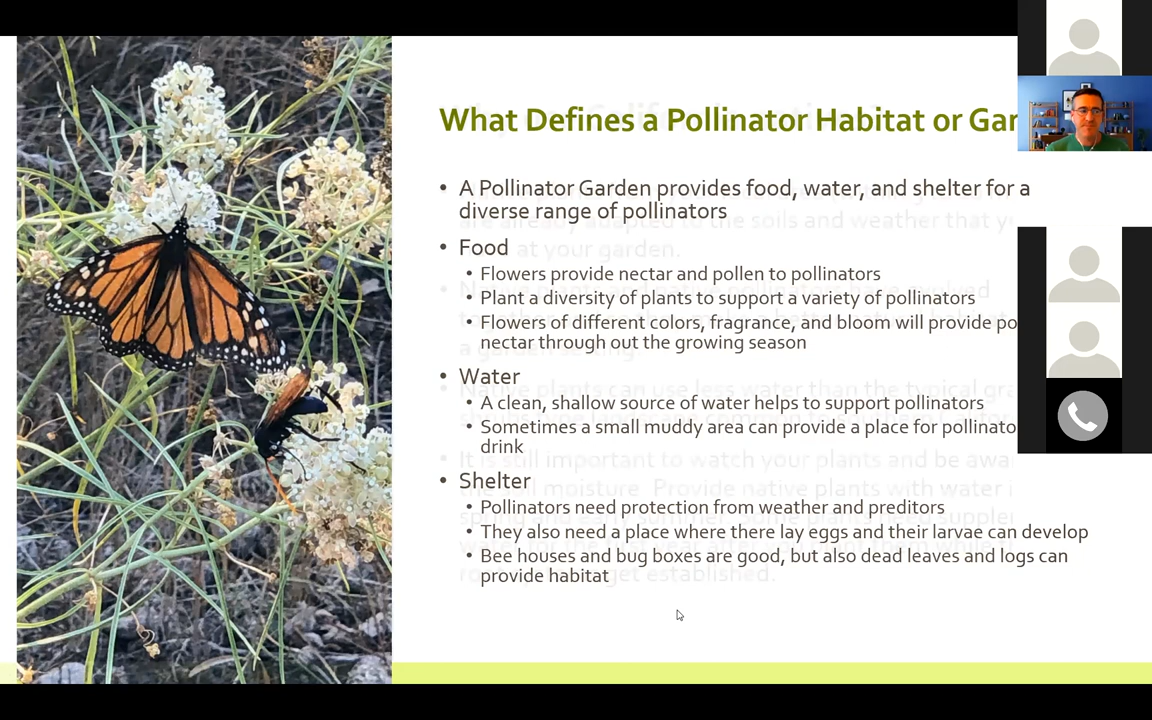 What Defines a Pollinator Habitat or Gar
• A Pollinator Garden provides food, water, and shelter for a
diverse range of pollinators
• Food
• Flowers provide nectar and pollen to pollinators
• Plant a diversity of plants to support a variety of pollinators
• Flowers of different colors, fragrance, and bloom will provide po
nectar through out the growing season
• Water
• A clean, shallow source of water helps to support pollinators
• Sometimes a small muddy area can provide a place for pollinato
drink
• Shelter
• Pollinators need protection from weather and preditors
• They also need a place where there lay eggs and their larvae can develop
• Bee houses and bug boxes are good, but also dead leaves and logs can
provide habitat